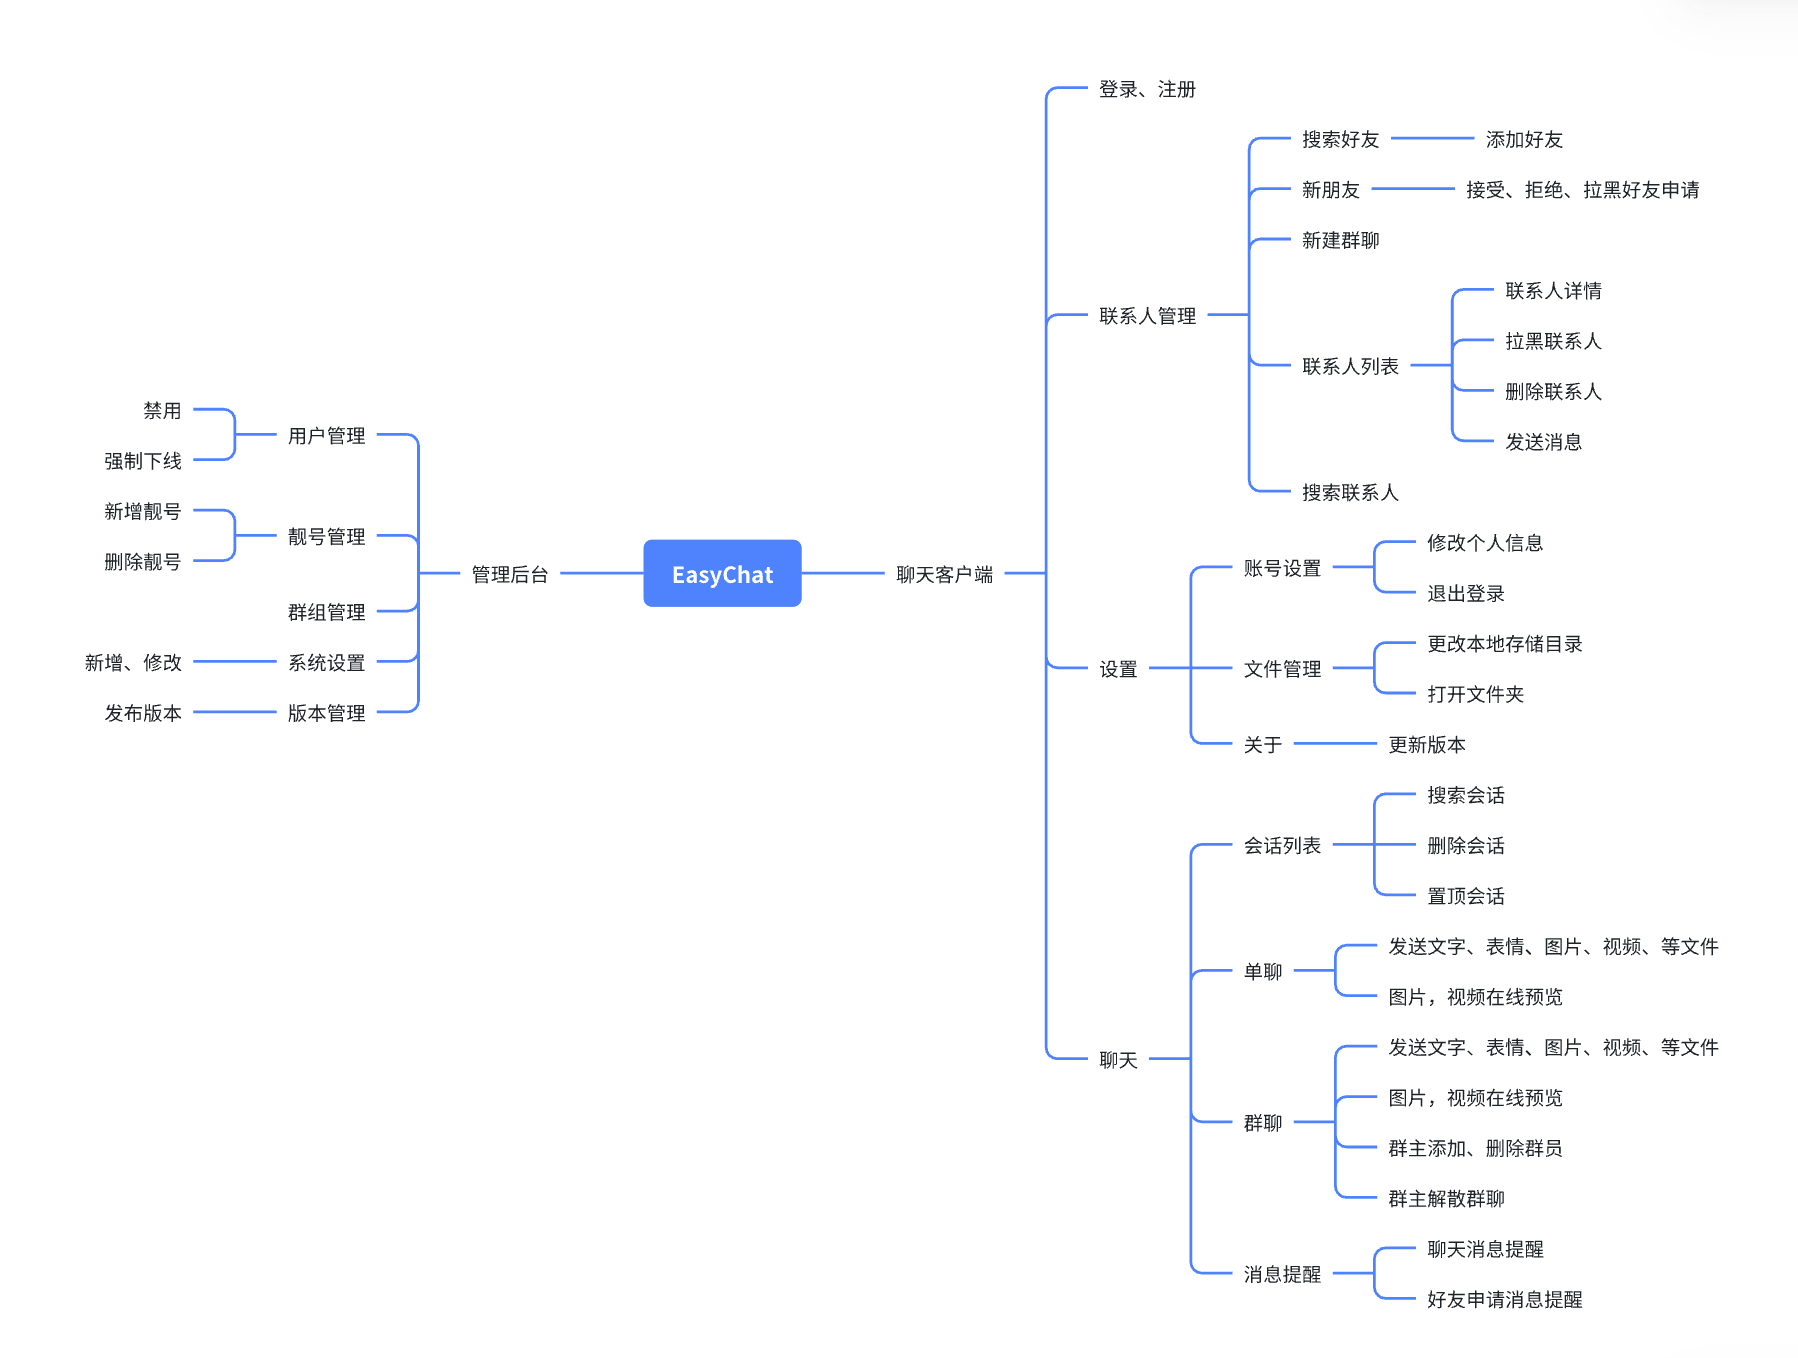 EasyChat
管理后台
用户管理
禁用
强制下线
靓号管理
新增靓号
删除靓号
群组管理
系统设置
新增、修改
版本管理
发布版本
聊天客户端
登录、注册
联系人管理
搜索好友
添加好友
新朋友
接受、拒绝、拉黑好友申请
新建群聊
联系人列表
联系人详情
拉黑联系人
删除联系人
发送消息
搜索联系人
设置
账号设置
修改个人信息
退出登录
文件管理
更改本地存储目录
打开文件夹
关于
更新版本
聊天
会话列表
搜索会话
删除会话
置顶会话
单聊
发送文字、表情、图片、视频、等文件
图片，视频在线预览
群聊
发送文字、表情、图片、视频、等文件
图片，视频在线预览
群主添加、删除群员
群主解散群聊
消息提醒
聊天消息提醒
好友申请消息提醒